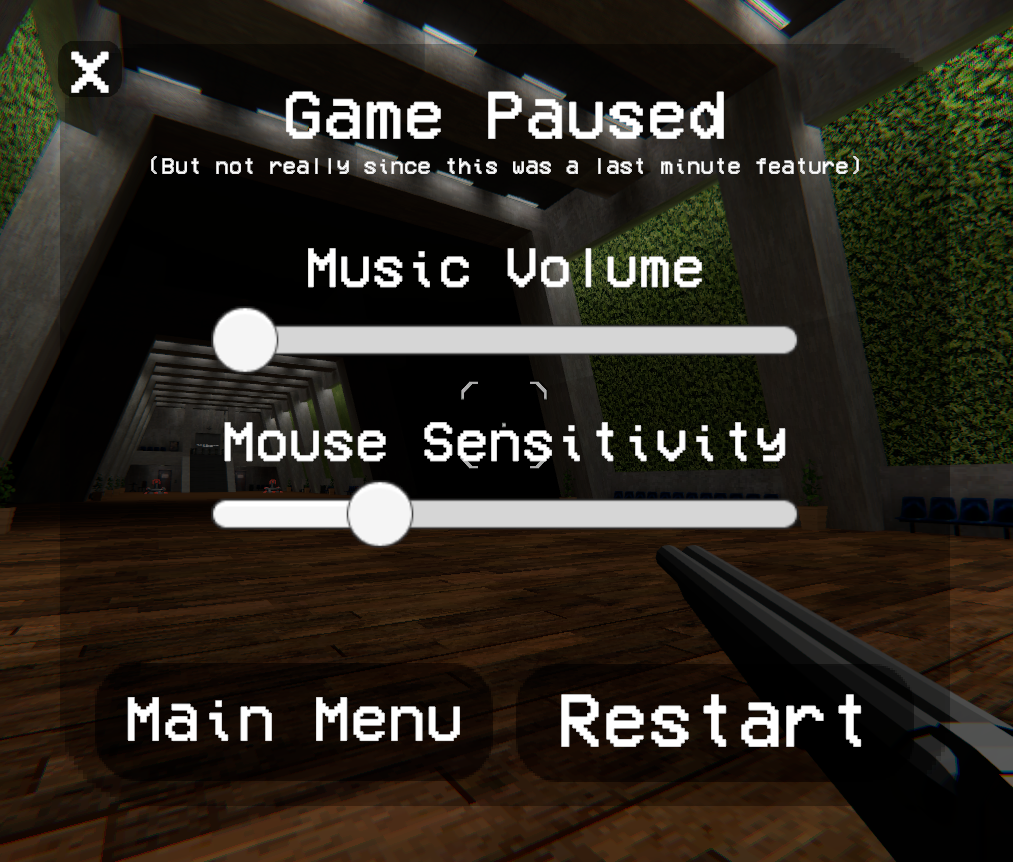 X
Game Paused
(But not really since this was a last minute feature)
Music Volume
Mouse Sensitivity
Main Menu
Restart